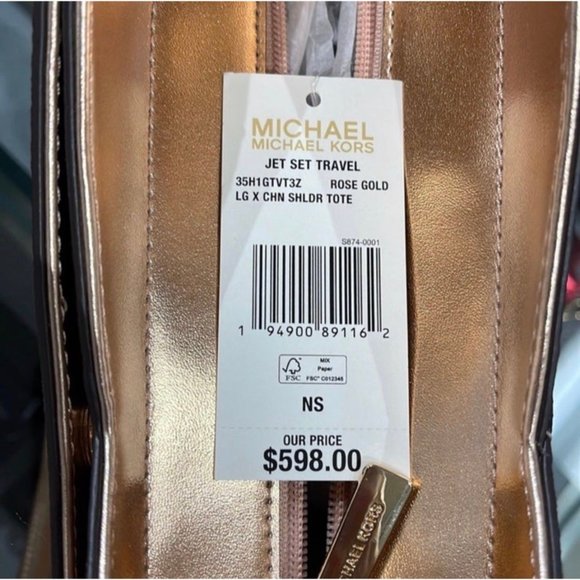 MICHAEL
MICHAEL KORS
JET SET TRAVEL
35H1GTVT3Z ROSE GOLD
LG X CHN SHLDR TOTE
S874-0001
1 94900 89116 2
FSC
MIX
Paper
FSC® C012345
NS
OUR PRICE
$598.00
HAEL KORS